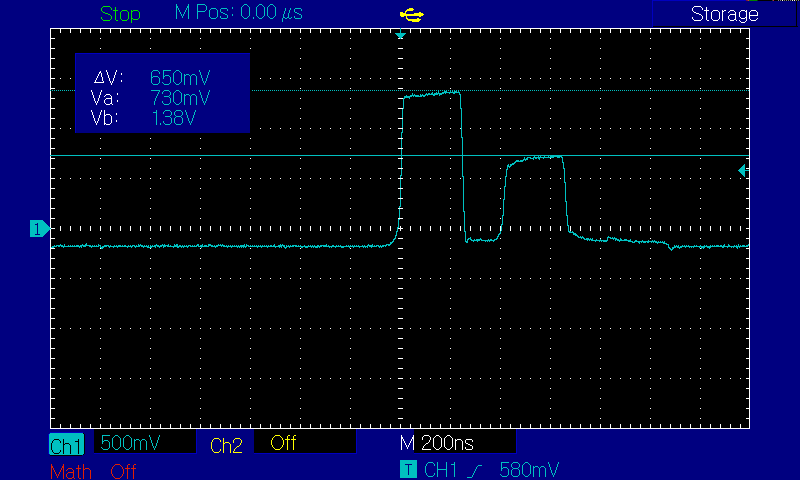 Stop M Pos: 0.00 μs Storage
ΔV: 650mV
Va: 730mV
Vb: 1.38V
1
Ch1 500mV Ch2 Off M 200ns
Math Off T CH1 580mV